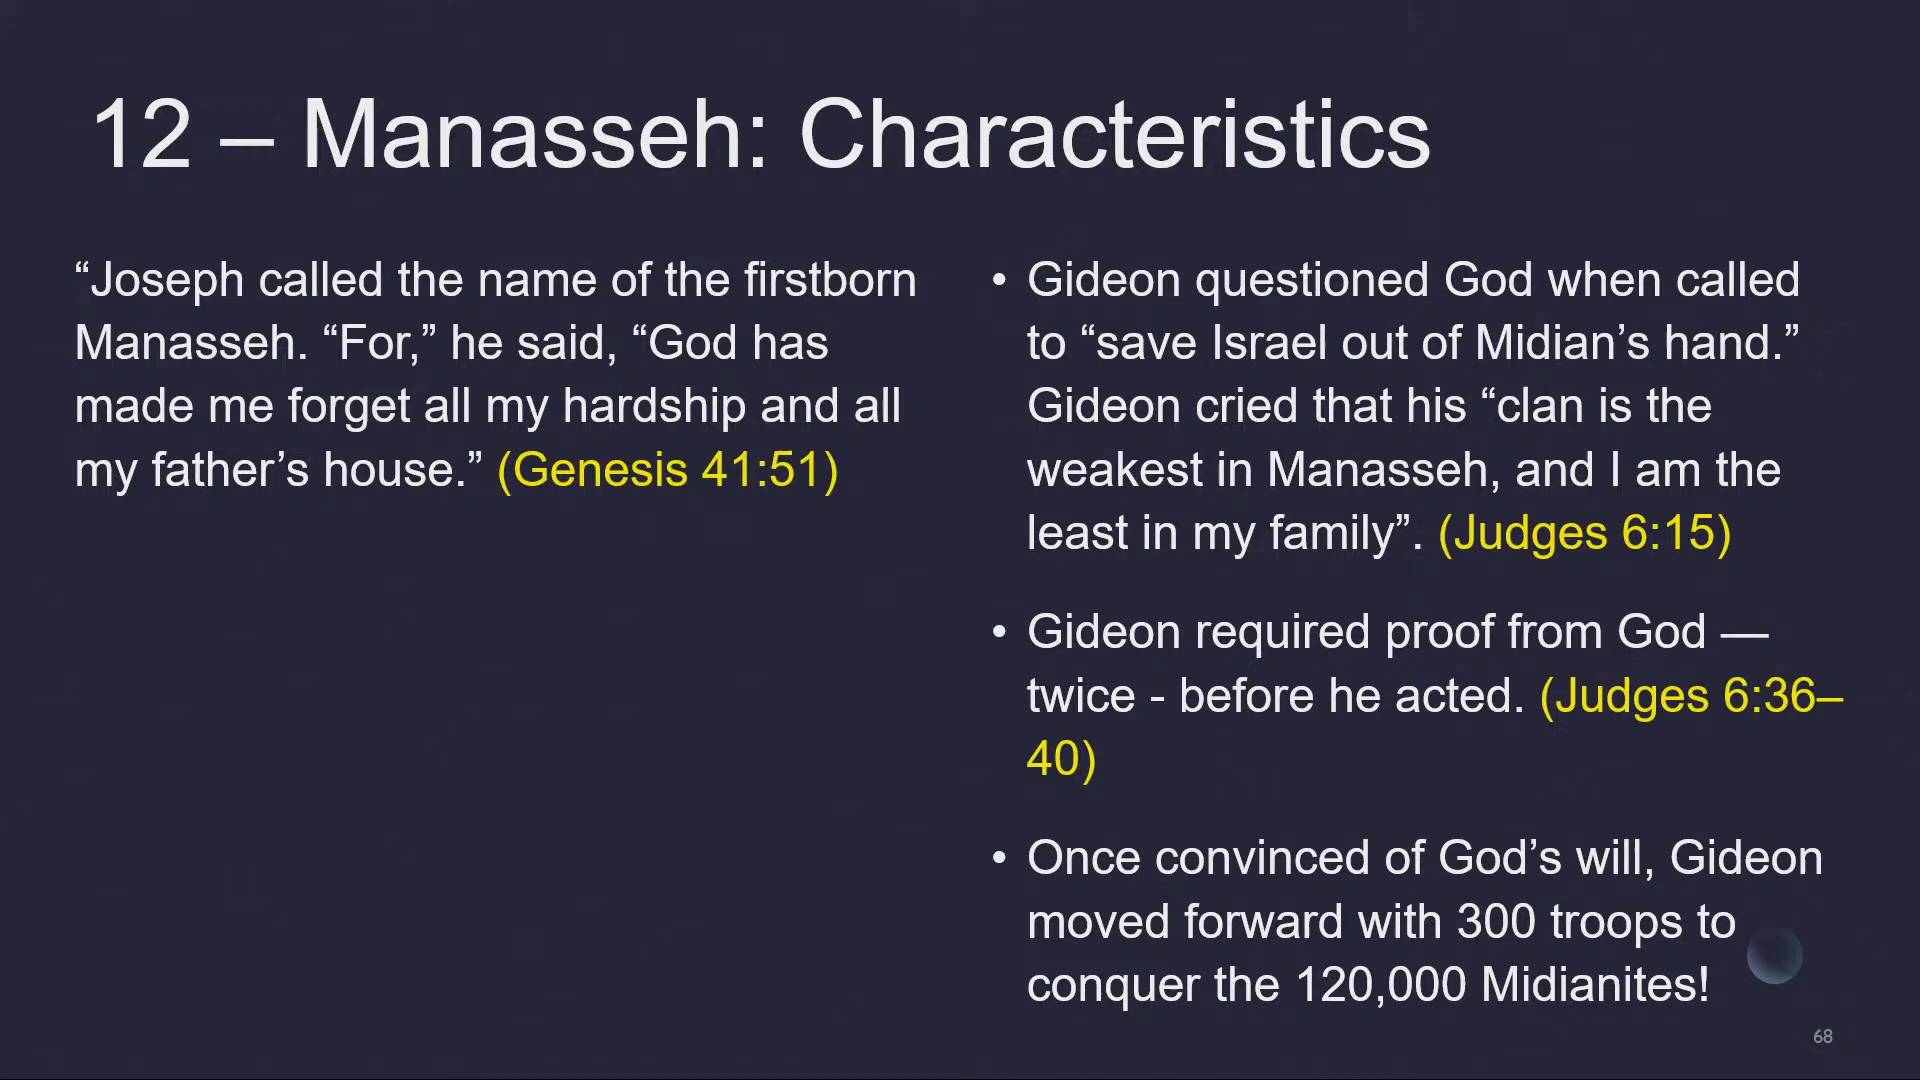 12 – Manasseh: Characteristics
“Joseph called the name of the firstborn
Manasseh. “For,” he said, “God has
made me forget all my hardship and all
my father’s house.” (Genesis 41:51)
• Gideon questioned God when called
to “save Israel out of Midian’s hand.”
Gideon cried that his “clan is the
weakest in Manasseh, and I am the
least in my family”. (Judges 6:15)
• Gideon required proof from God —
twice - before he acted. (Judges 6:36–
40)
• Once convinced of God’s will, Gideon
moved forward with 300 troops to
conquer the 120,000 Midianites!
68